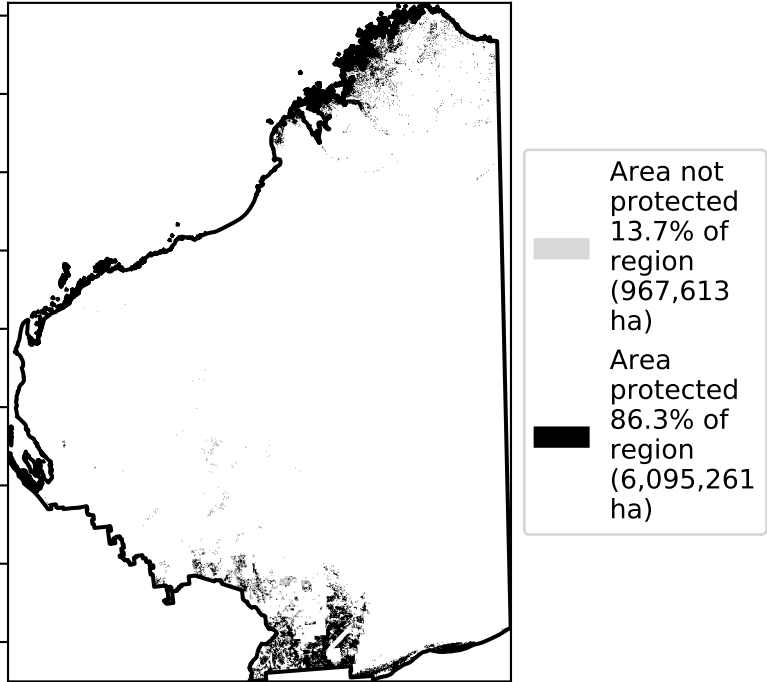 Area not
protected
13.7% of
region
(967,613
ha)
Area
protected
86.3% of
region
(6,095,261
ha)